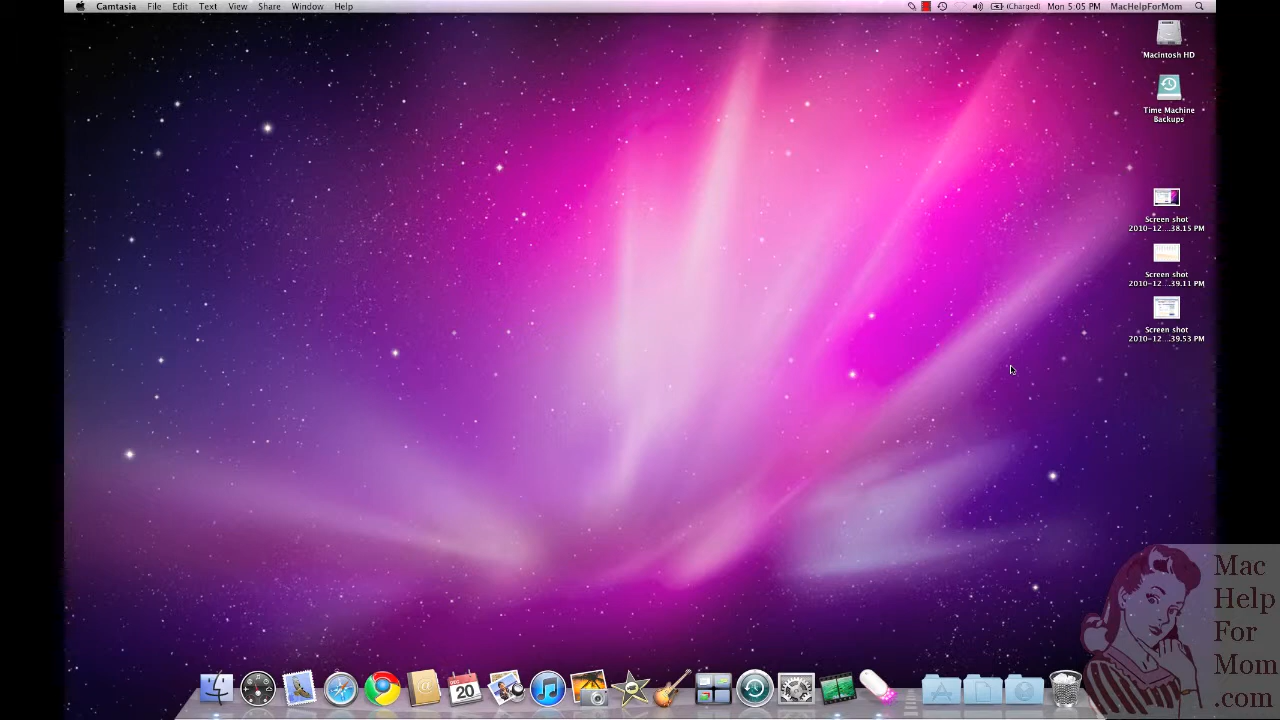 Camtasia File Edit Text View Share Window Help (Charged) Mon 5:05 PM MacHelpForMom
Macintosh HD
Time Machine
Backups
Screen shot
2010-12....38.15 PM
Screen shot
2010-12....39.11 PM
Screen shot
2010-12....39.53 PM
DEC
20
Mac
Help
For
Mom
.com